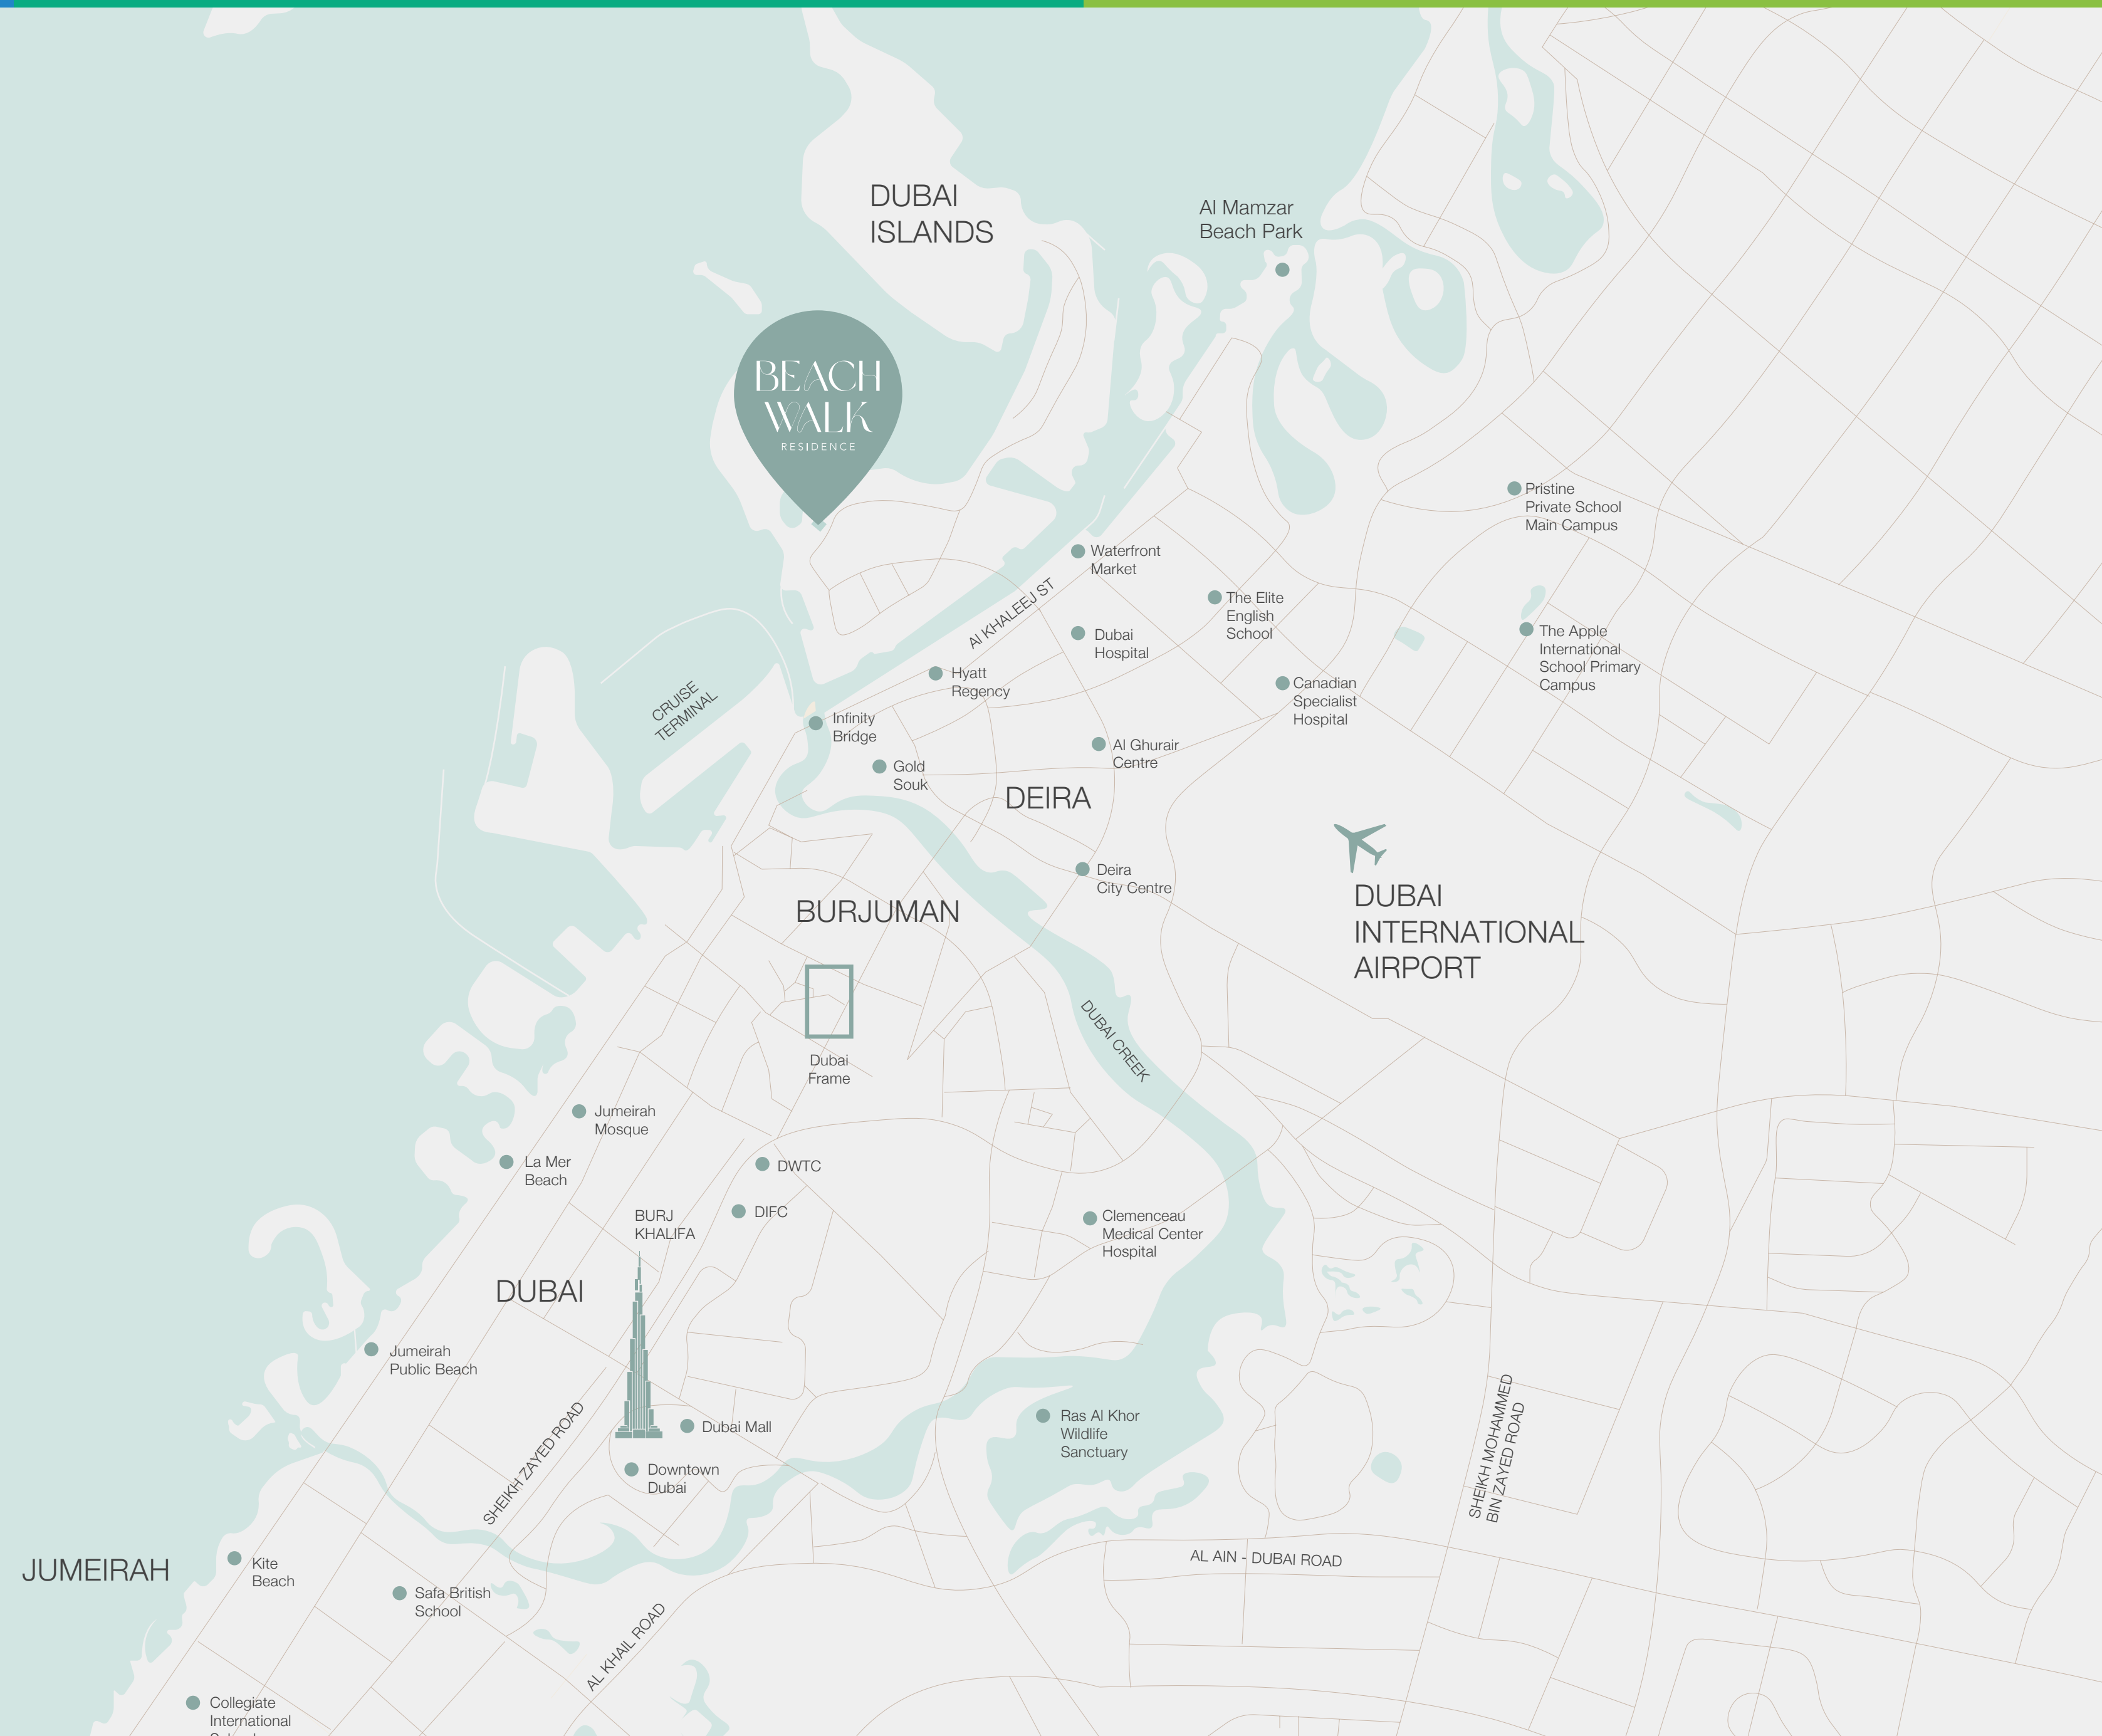 DUBAI
ISLANDS
Al Mamzar
Beach Park
BEACH
WALK
RESIDENCE
Pristine
Private School
Main Campus
Waterfront
Market
Al KHALEEJ ST
The Elite
English
School
Dubai
Hospital
The Apple
International
School Primary
Campus
Hyatt
Regency
Canadian
Specialist
Hospital
CRUISE
TERMINAL
Infinity
Bridge
Al Ghurair
Centre
Gold
Souk
DEIRA
Deira
City Centre
DUBAI
INTERNATIONAL
AIRPORT
BURJUMAN
DUBAI CREEK
Dubai
Frame
Jumeirah
Mosque
La Mer
Beach
DWTC
DIFC
BURJ
KHALIFA
Clemenceau
Medical Center
Hospital
DUBAI
Jumeirah
Public Beach
SHEIKH ZAYED ROAD
Dubai Mall
Downtown
Dubai
Ras Al Khor
Wildlife
Sanctuary
SHEIKH MOHAMMED
BIN ZAYED ROAD
AL AIN - DUBAI ROAD
JUMEIRAH
Kite
Beach
Safa British
School
AL KHAIL ROAD
Collegiate
International